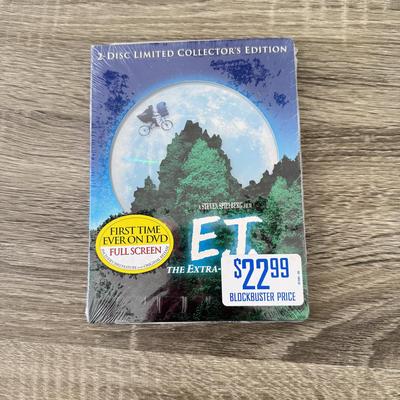 2-DISC LIMITED COLLECTOR'S EDITION
A STEVEN SPIELBERG FILM
E.T.
THE EXTRA-
FIRST TIME
EVER ON DVD
FULL SCREEN
$22.99
BLOCKBUSTER PRICE